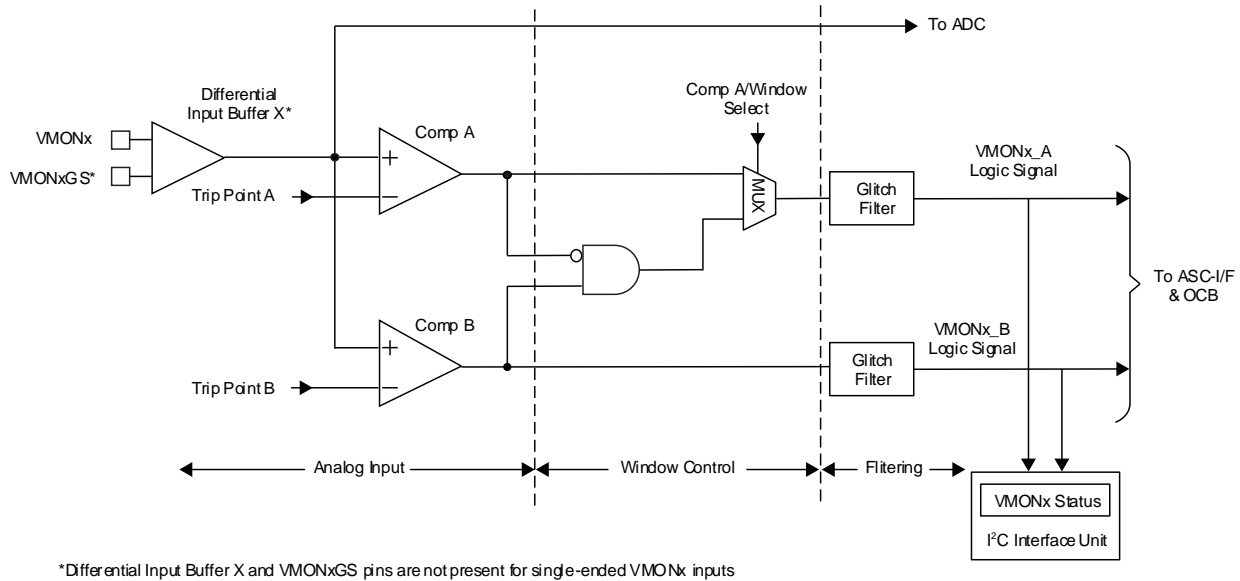 To ADC
Comp A/Window
Select
Differential
Input Buffer X*
VMONx
VMONxGS*
Comp A
+
−
Trip Point A
MUX
Glitch
Filter
VMONx_A
Logic Signal
To ASC-I/F
& OCB
Comp B
+
−
Trip Point B
Glitch
Filter
VMONx_B
Logic Signal
Analog Input
Window Control
Flitering
VMONx Status
I²C Interface Unit
*Differential Input Buffer X and VMONxGS pins are not present for single-ended VMONx inputs